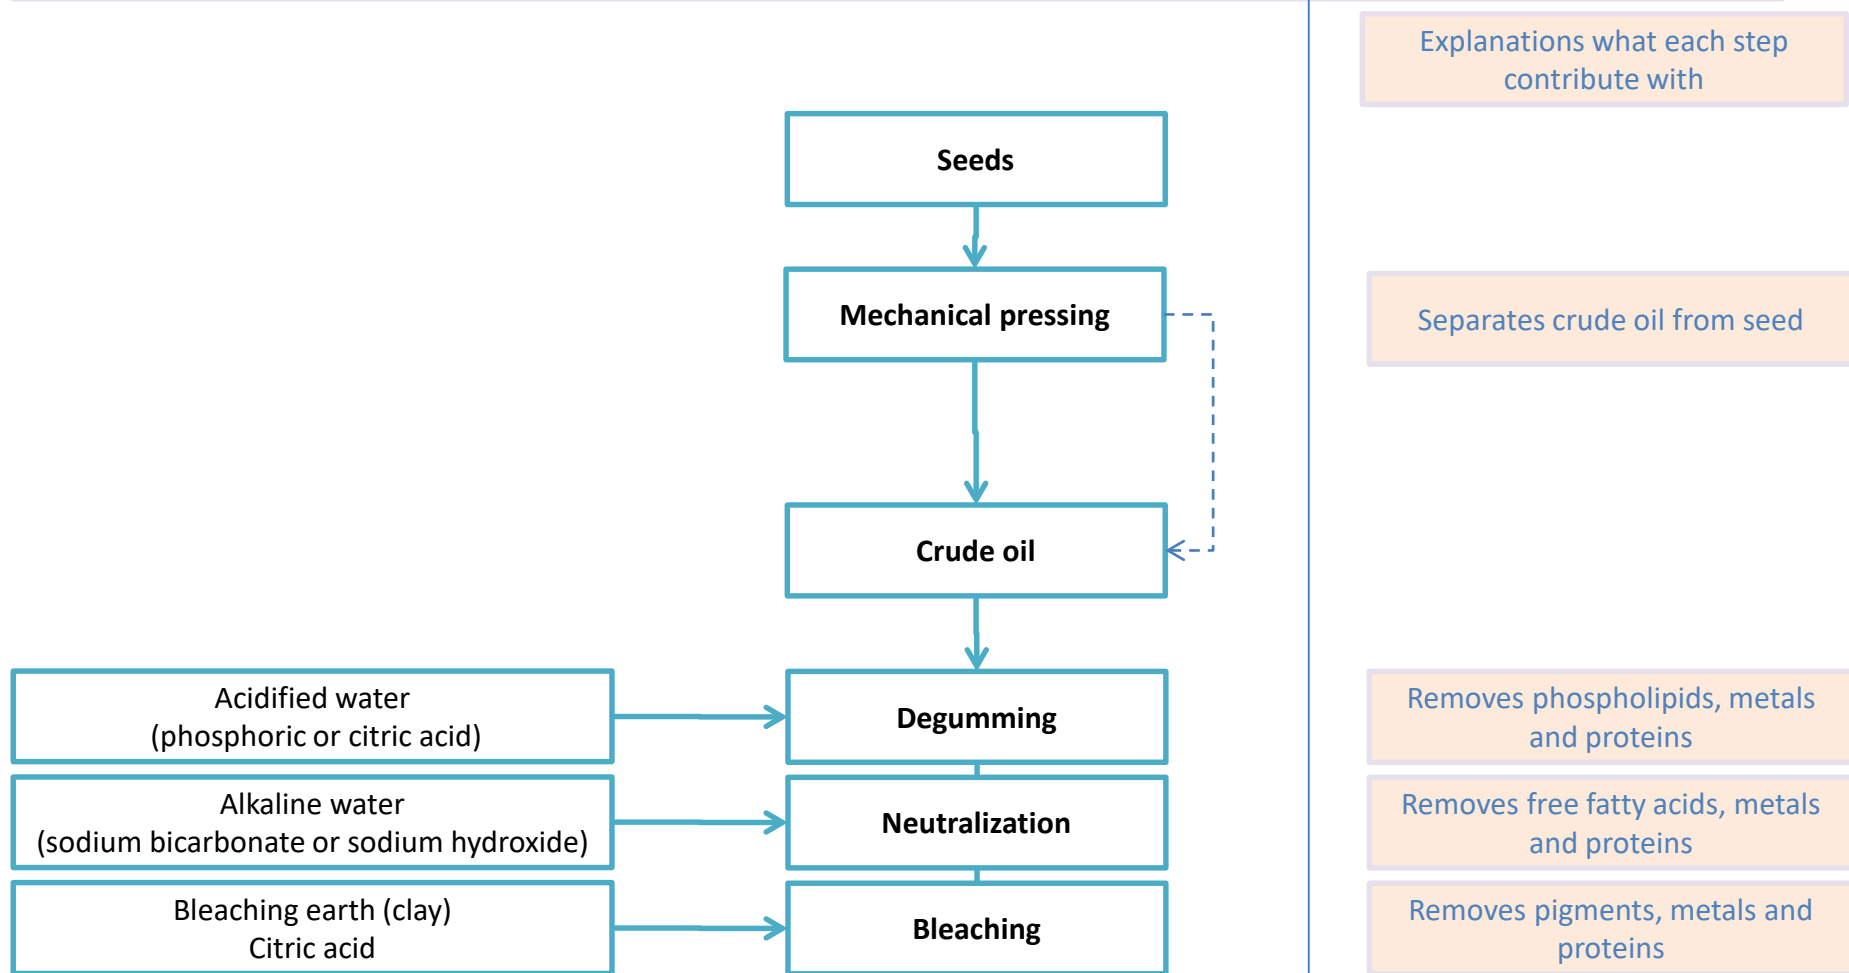 Explanations what each step
contribute with
Seeds
Mechanical pressing
Separates crude oil from seed
Crude oil
Acidified water
(phosphoric or citric acid)
Degumming
Removes phospholipids, metals
and proteins
Alkaline water
(sodium bicarbonate or sodium hydroxide)
Neutralization
Removes free fatty acids, metals
and proteins
Bleaching earth (clay)
Citric acid
Bleaching
Removes pigments, metals and
proteins